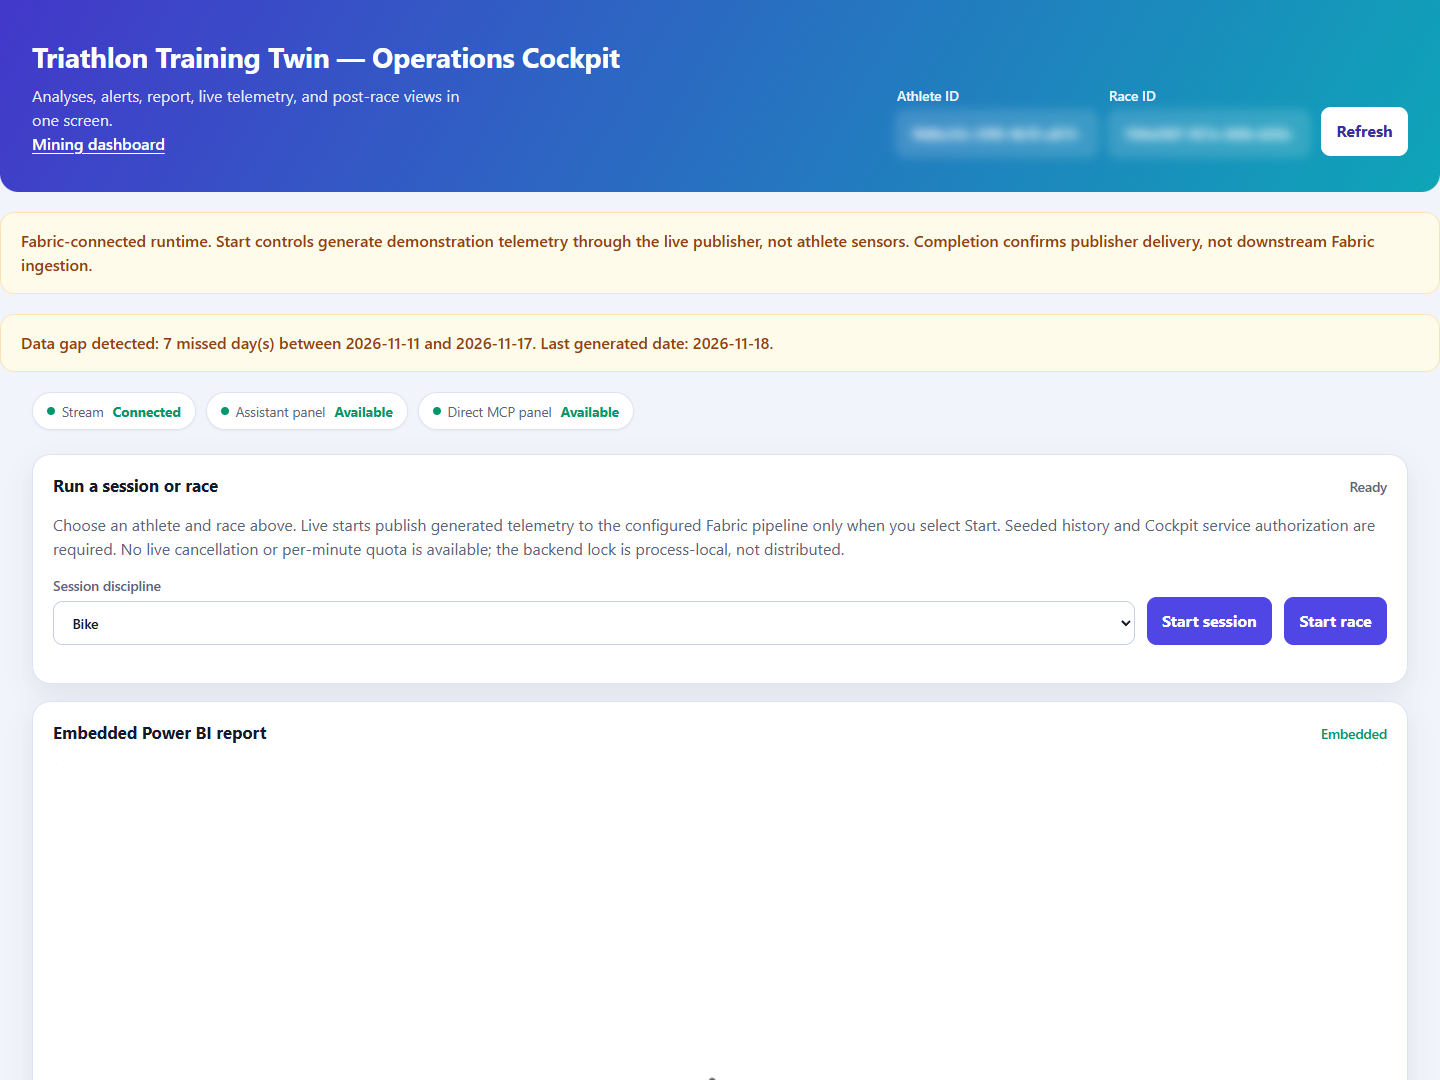 Triathlon Training Twin — Operations Cockpit
Analyses, alerts, report, live telemetry, and post-race views in
one screen.
Mining dashboard
Athlete ID
Race ID
Refresh
Fabric-connected runtime. Start controls generate demonstration telemetry through the live publisher, not athlete sensors. Completion confirms publisher delivery, not downstream Fabric
ingestion.
Data gap detected: 7 missed day(s) between 2026-11-11 and 2026-11-17. Last generated date: 2026-11-18.
Stream Connected
Assistant panel Available
Direct MCP panel Available
Run a session or race
Ready
Choose an athlete and race above. Live starts publish generated telemetry to the configured Fabric pipeline only when you select Start. Seeded history and Cockpit service authorization are
required. No live cancellation or per-minute quota is available; the backend lock is process-local, not distributed.
Session discipline
Bike
Start session
Start race
Embedded Power BI report
Embedded